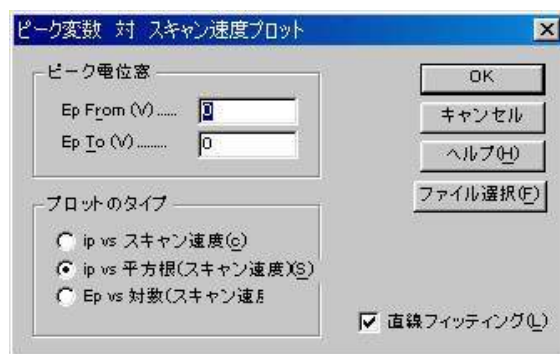 ピーク変数 対 スキャン速度プロット
ピーク電位窓
Ep From (V) ..... 0
Ep To (V) ........ 0
プロットのタイプ
ip vs スキャン速度(c)
ip vs 平方根(スキャン速度)(S)
Ep vs 対数(スキャン速度
OK
キャンセル
ヘルプ(H)
ファイル選択(F)
直線フィッティング(L)